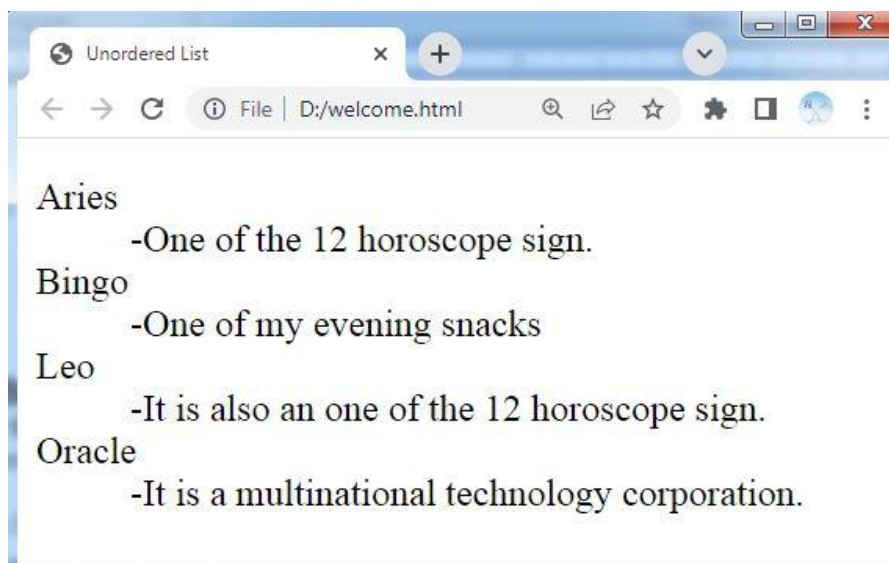 Unordered List
File D:/welcome.html
Aries
-One of the 12 horoscope sign.
Bingo
-One of my evening snacks
Leo
-It is also an one of the 12 horoscope sign.
Oracle
-It is a multinational technology corporation.